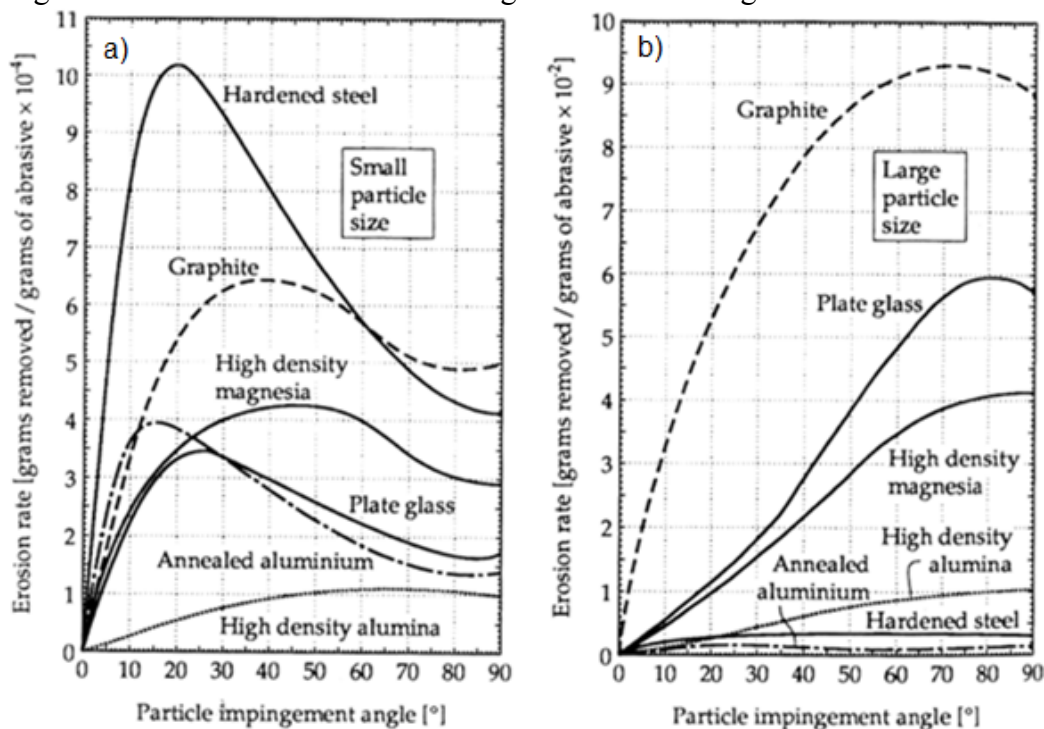 a)
Erosion rate [grams removed / grams of abrasive × 10⁻⁴]
11
10
9
8
7
6
5
4
3
2
1
0
Hardened steel
Small
particle
size
Graphite
High density
magnesia
Plate glass
Annealed aluminium
High density alumina
0 10 20 30 40 50 60 70 80 90
Particle impingement angle [°]
b)
Erosion rate [grams removed / grams of abrasive × 10⁻²]
10
9
8
7
6
5
4
3
2
1
0
Graphite
Large
particle
size
Plate glass
High density
magnesia
High density
alumina
Annealed
aluminium
Hardened steel
0 10 20 30 40 50 60 70 80 90
Particle impingement angle [°]